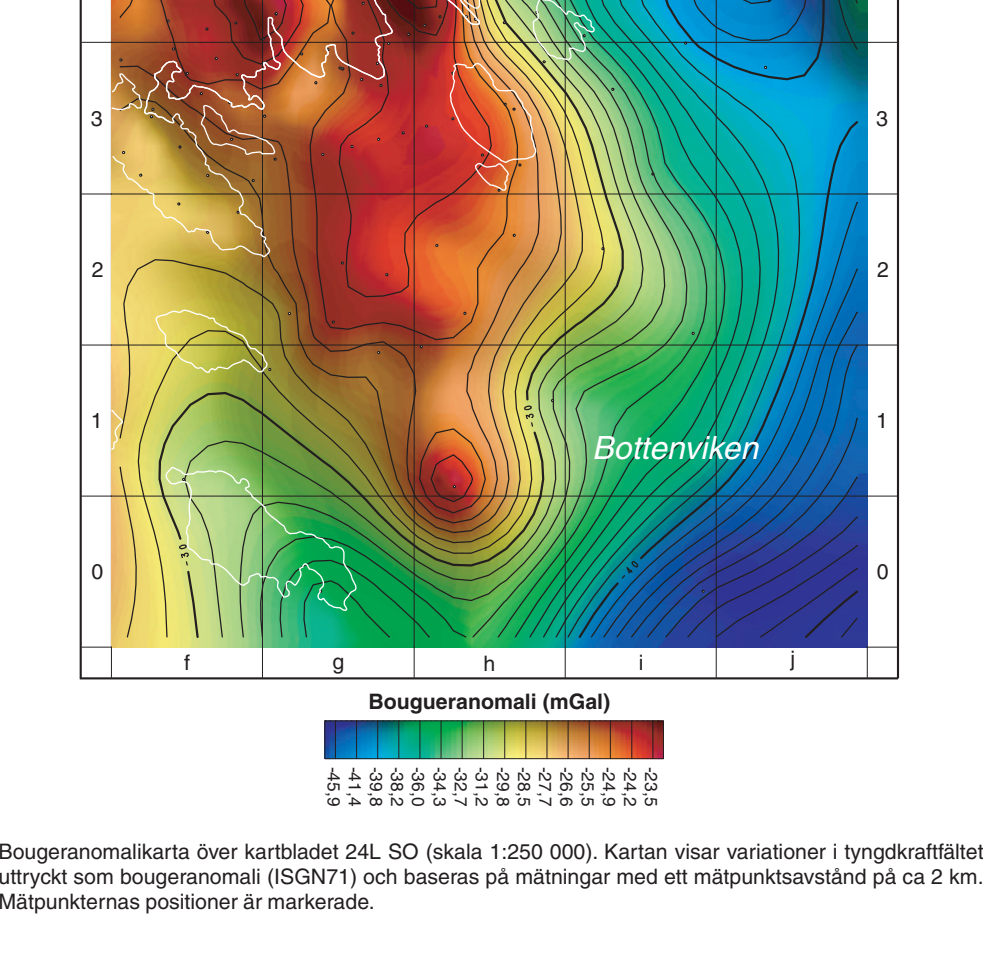 3 3
2 2
-30
1 1
Bottenviken
-30
-40
0 0
f g h i j
Bougueranomali (mGal)
-45,9 -41,4 -39,8 -38,2 -36,0 -34,3 -32,7 -31,2 -29,8 -28,5 -27,7 -26,6 -25,5 -24,9 -24,2 -23,5
Bougeranomalikarta över kartbladet 24L SO (skala 1:250 000). Kartan visar variationer i tyngdkraftfältet
uttryckt som bougeranomali (ISGN71) och baseras på mätningar med ett mätpunktsavstånd på ca 2 km.
Mätpunkternas positioner är markerade.